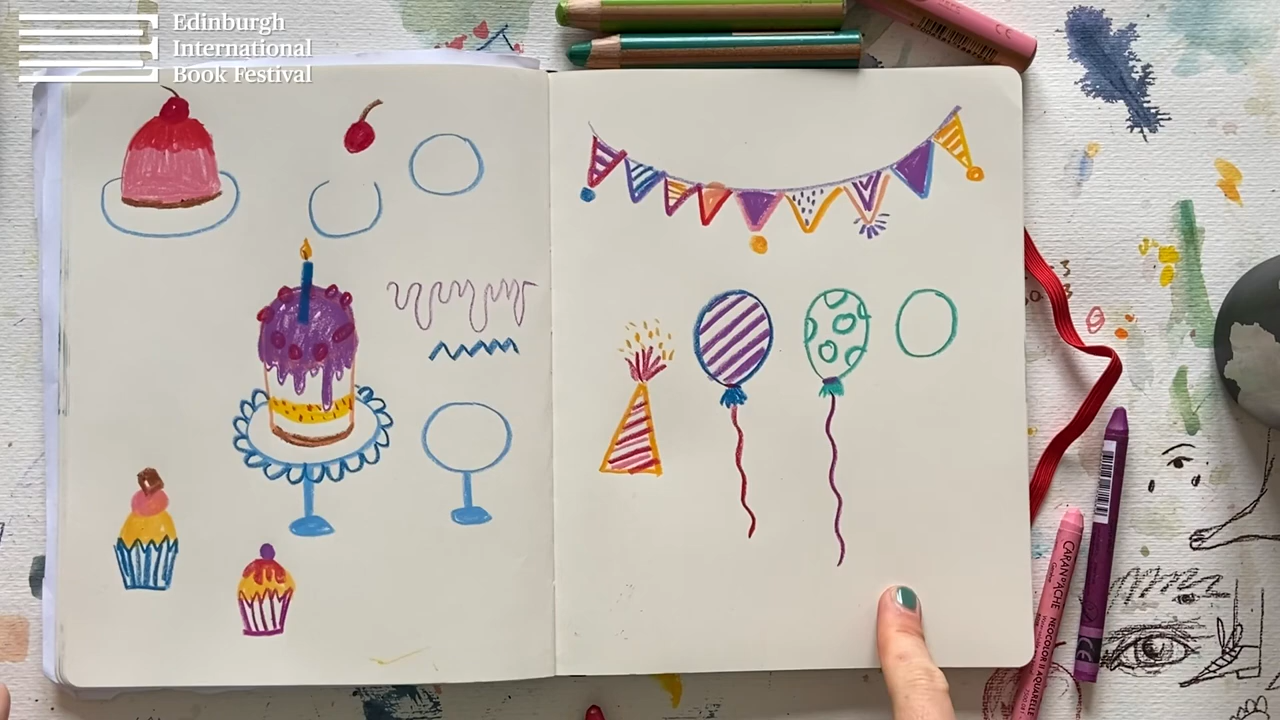 Edinburgh
International
Book Festival
CARAN D'ACHE
NEOCOLOR II AQUARELLE